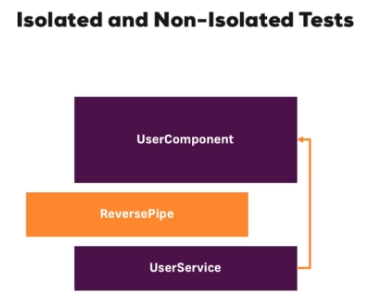 Isolated and Non-Isolated Tests
UserComponent
ReversePipe
UserService